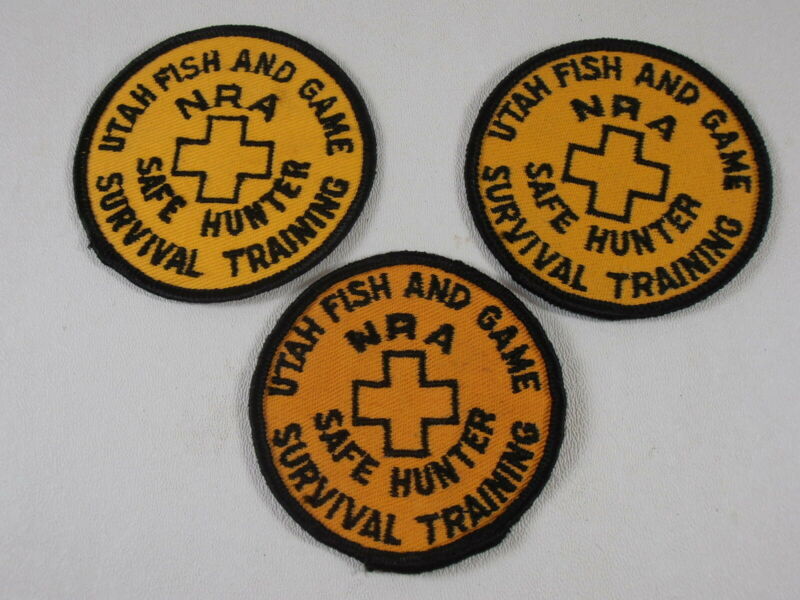 UTAH FISH AND GAME
NRA
SAFE HUNTER
SURVIVAL TRAINING
UTAH FISH AND GAME
NRA
SAFE HUNTER
SURVIVAL TRAINING
UTAH FISH AND GAME
NRA
SAFE HUNTER
SURVIVAL TRAINING